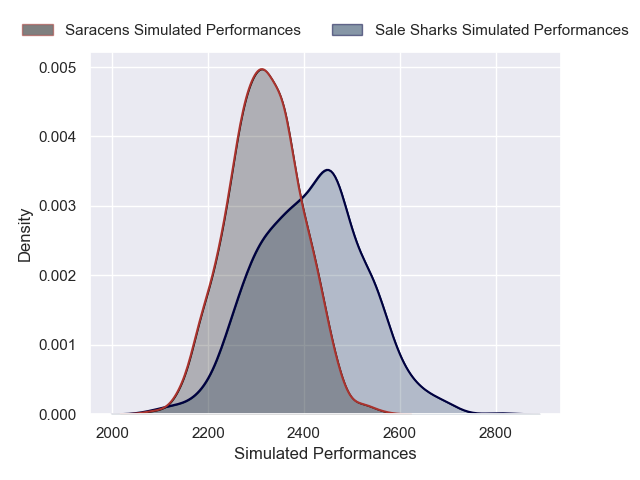 Saracens Simulated Performances Sale Sharks Simulated Performances
0.005
0.004
0.003
0.002
0.001
0.000
Density
2000 2200 2400 2600 2800
Simulated Performances